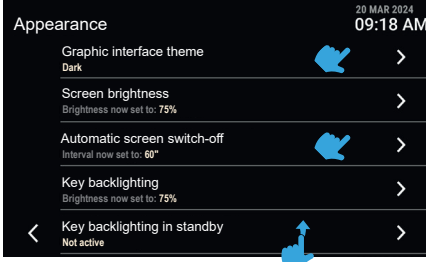 20 MAR 2024
Appearance
09:18 AM
Graphic interface theme
Dark
Screen brightness
Brightness now set to: 75%
Automatic screen switch-off
Interval now set to: 60"
Key backlighting
Brightness now set to: 75%
Key backlighting in standby
Not active